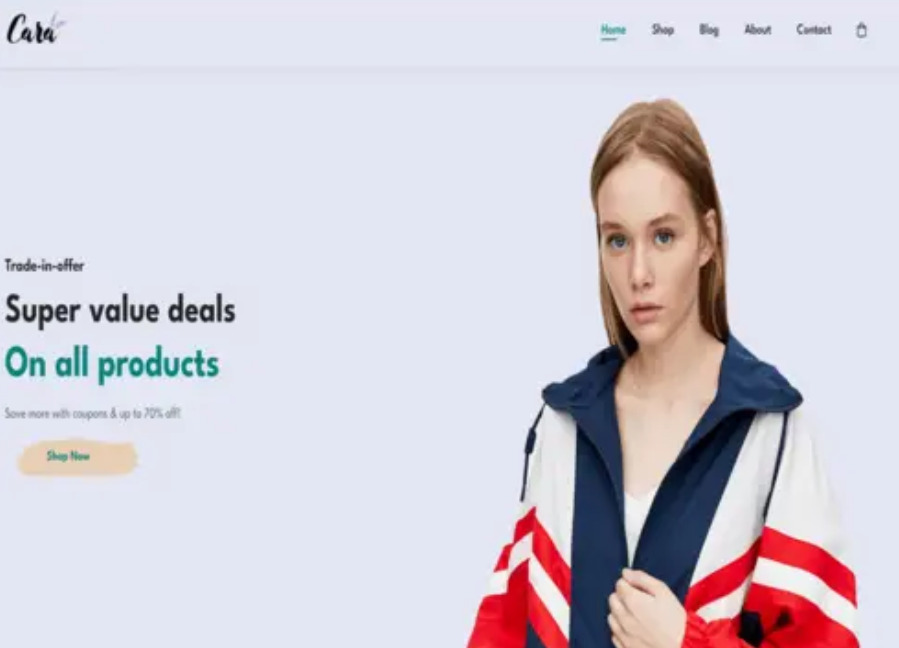 Cara
Home Shop Blog About Contact
Trade-in-offer
Super value deals
On all products
Save more with coupons & up to 70% off!
Shop Now